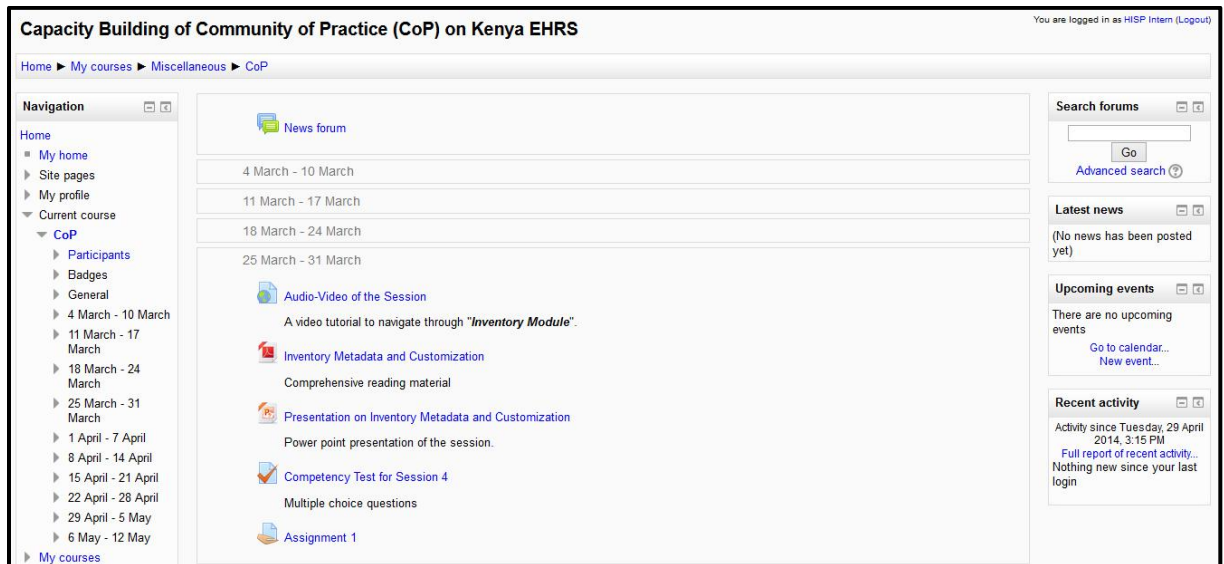 Capacity Building of Community of Practice (CoP) on Kenya EHRS
You are logged in as HISP Intern (Logout)
Home ► My courses ► Miscellaneous ► CoP
Navigation
Home
My home
Site pages
My profile
Current course
CoP
Participants
Badges
General
4 March - 10 March
11 March - 17
March
18 March - 24
March
25 March - 31
March
1 April - 7 April
8 April - 14 April
15 April - 21 April
22 April - 28 April
29 April - 5 May
6 May - 12 May
My courses
News forum
4 March - 10 March
11 March - 17 March
18 March - 24 March
25 March - 31 March
Audio-Video of the Session
A video tutorial to navigate through "Inventory Module".
Inventory Metadata and Customization
Comprehensive reading material
Presentation on Inventory Metadata and Customization
Power point presentation of the session.
Competency Test for Session 4
Multiple choice questions
Assignment 1
Search forums
Go
Advanced search
Latest news
(No news has been posted
yet)
Upcoming events
There are no upcoming
events
Go to calendar...
New event...
Recent activity
Activity since Tuesday, 29 April
2014, 3:15 PM
Full report of recent activity...
Nothing new since your last
login